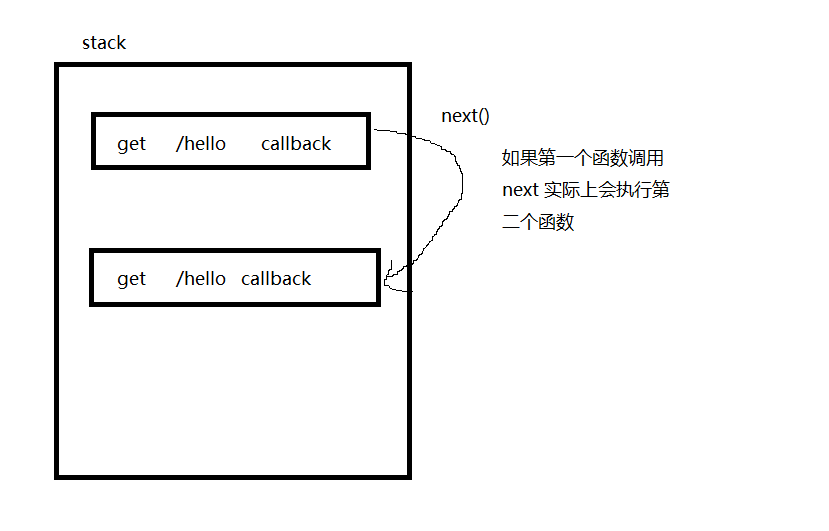 stack
get /hello callback
next()
如果第一个函数调用
next 实际上会执行第
二个函数
get /hello callback